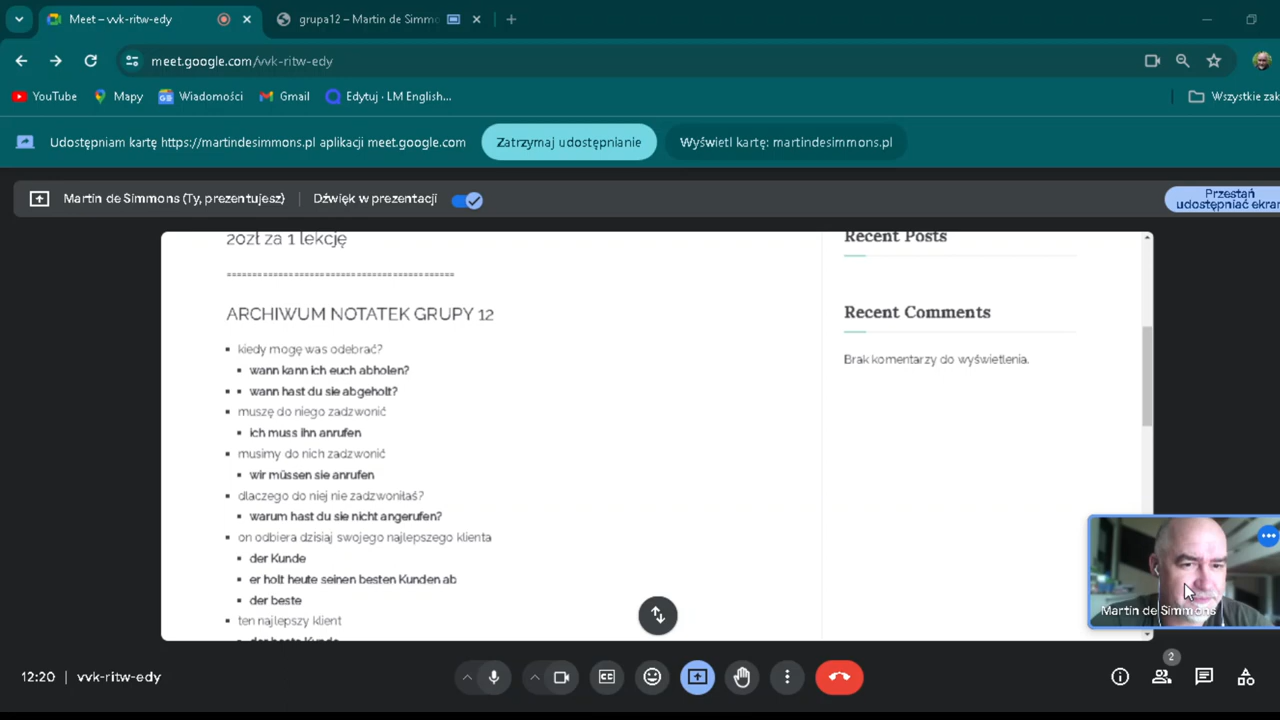 Meet – vvk-ritw-edy
grupa12 – Martin de Simmo
meet.google.com/vvk-ritw-edy
YouTube
Mapy
Wiadomości
Gmail
Edytuj · LM English...
Wszystkie zak
Udostępniam kartę https://martindesimmons.pl aplikacji meet.google.com
Zatrzymaj udostępnianie
Wyświetl kartę: martindesimmons.pl
Martin de Simmons (Ty, prezentujesz)
Dźwięk w prezentacji
Przestań
udostępniać ekran
20zł za 1 lekcję
============================================
ARCHIWUM NOTATEK GRUPY 12
kiedy mogę was odebrać?
wann kann ich euch abholen?
wann hast du sie abgeholt?
muszę do niego zadzwonić
ich muss ihn anrufen
musimy do nich zadzwonić
wir müssen sie anrufen
dlaczego do niej nie zadzwoniłaś?
warum hast du sie nicht angerufen?
on odbiera dzisiaj swojego najlepszego klienta
der Kunde
er holt heute seinen besten Kunden ab
der beste
ten najlepszy klient
der beste Kunde
Recent Posts
Recent Comments
Brak komentarzy do wyświetlenia.
Martin de Simmons
12:20 | vvk-ritw-edy
2